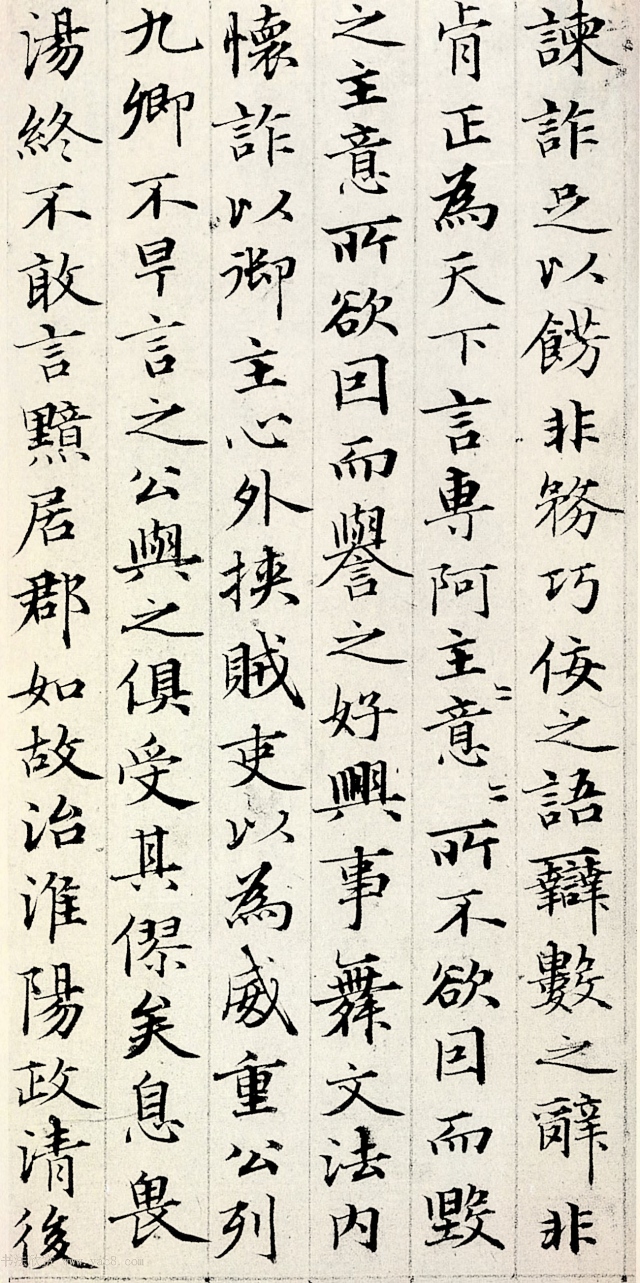 諫詐足以飾非務巧佞之語辯數之辭非
肯正為天下言專阿主〻意〻所不欲因而毀
之主意所欲因而譽之好興事舞文法内
懷詐以御主心外挾賊吏以為威重公列
九卿不早言之公與之俱受其僇矣息畏
湯終不敢言黯居郡如故治淮陽政清後